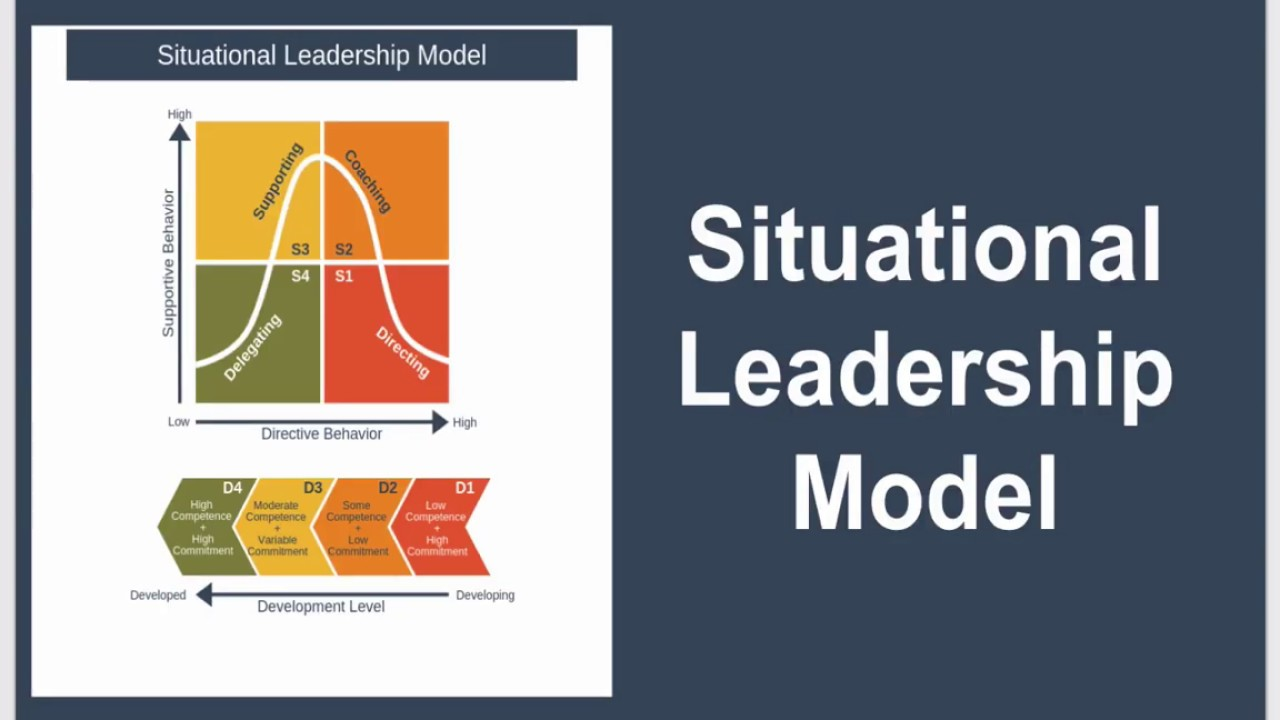 Situational Leadership Model
High
Supportive Behavior
Supporting
Coaching
S3
S2
S4
S1
Delegating
Directing
Low
High
Directive Behavior
D4
High
Competence
+
High
Commitment
D3
Moderate
Competence
+
Variable
Commitment
D2
Some
Competence
+
Low
Commitment
D1
Low
Competence
+
High
Commitment
Developed
Developing
Development Level
Situational
Leadership
Model